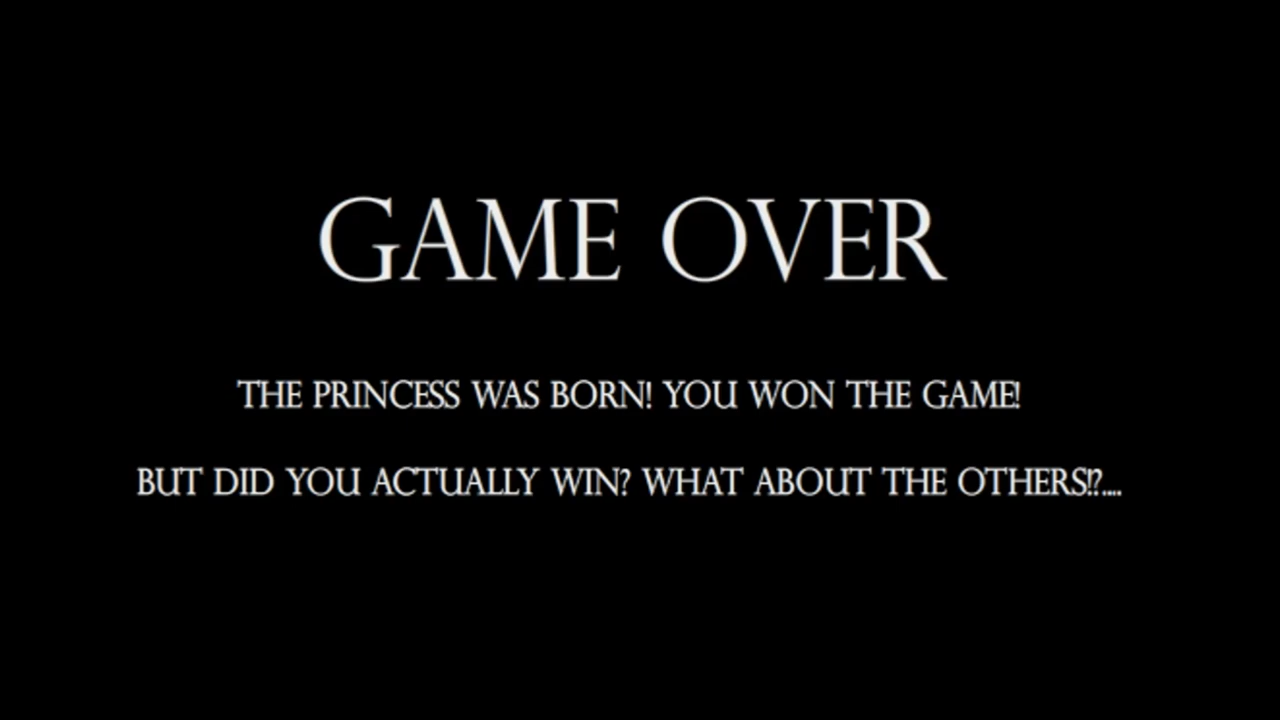 GAME OVER
THE PRINCESS WAS BORN! YOU WON THE GAME!
BUT DID YOU ACTUALLY WIN? WHAT ABOUT THE OTHERS!?....